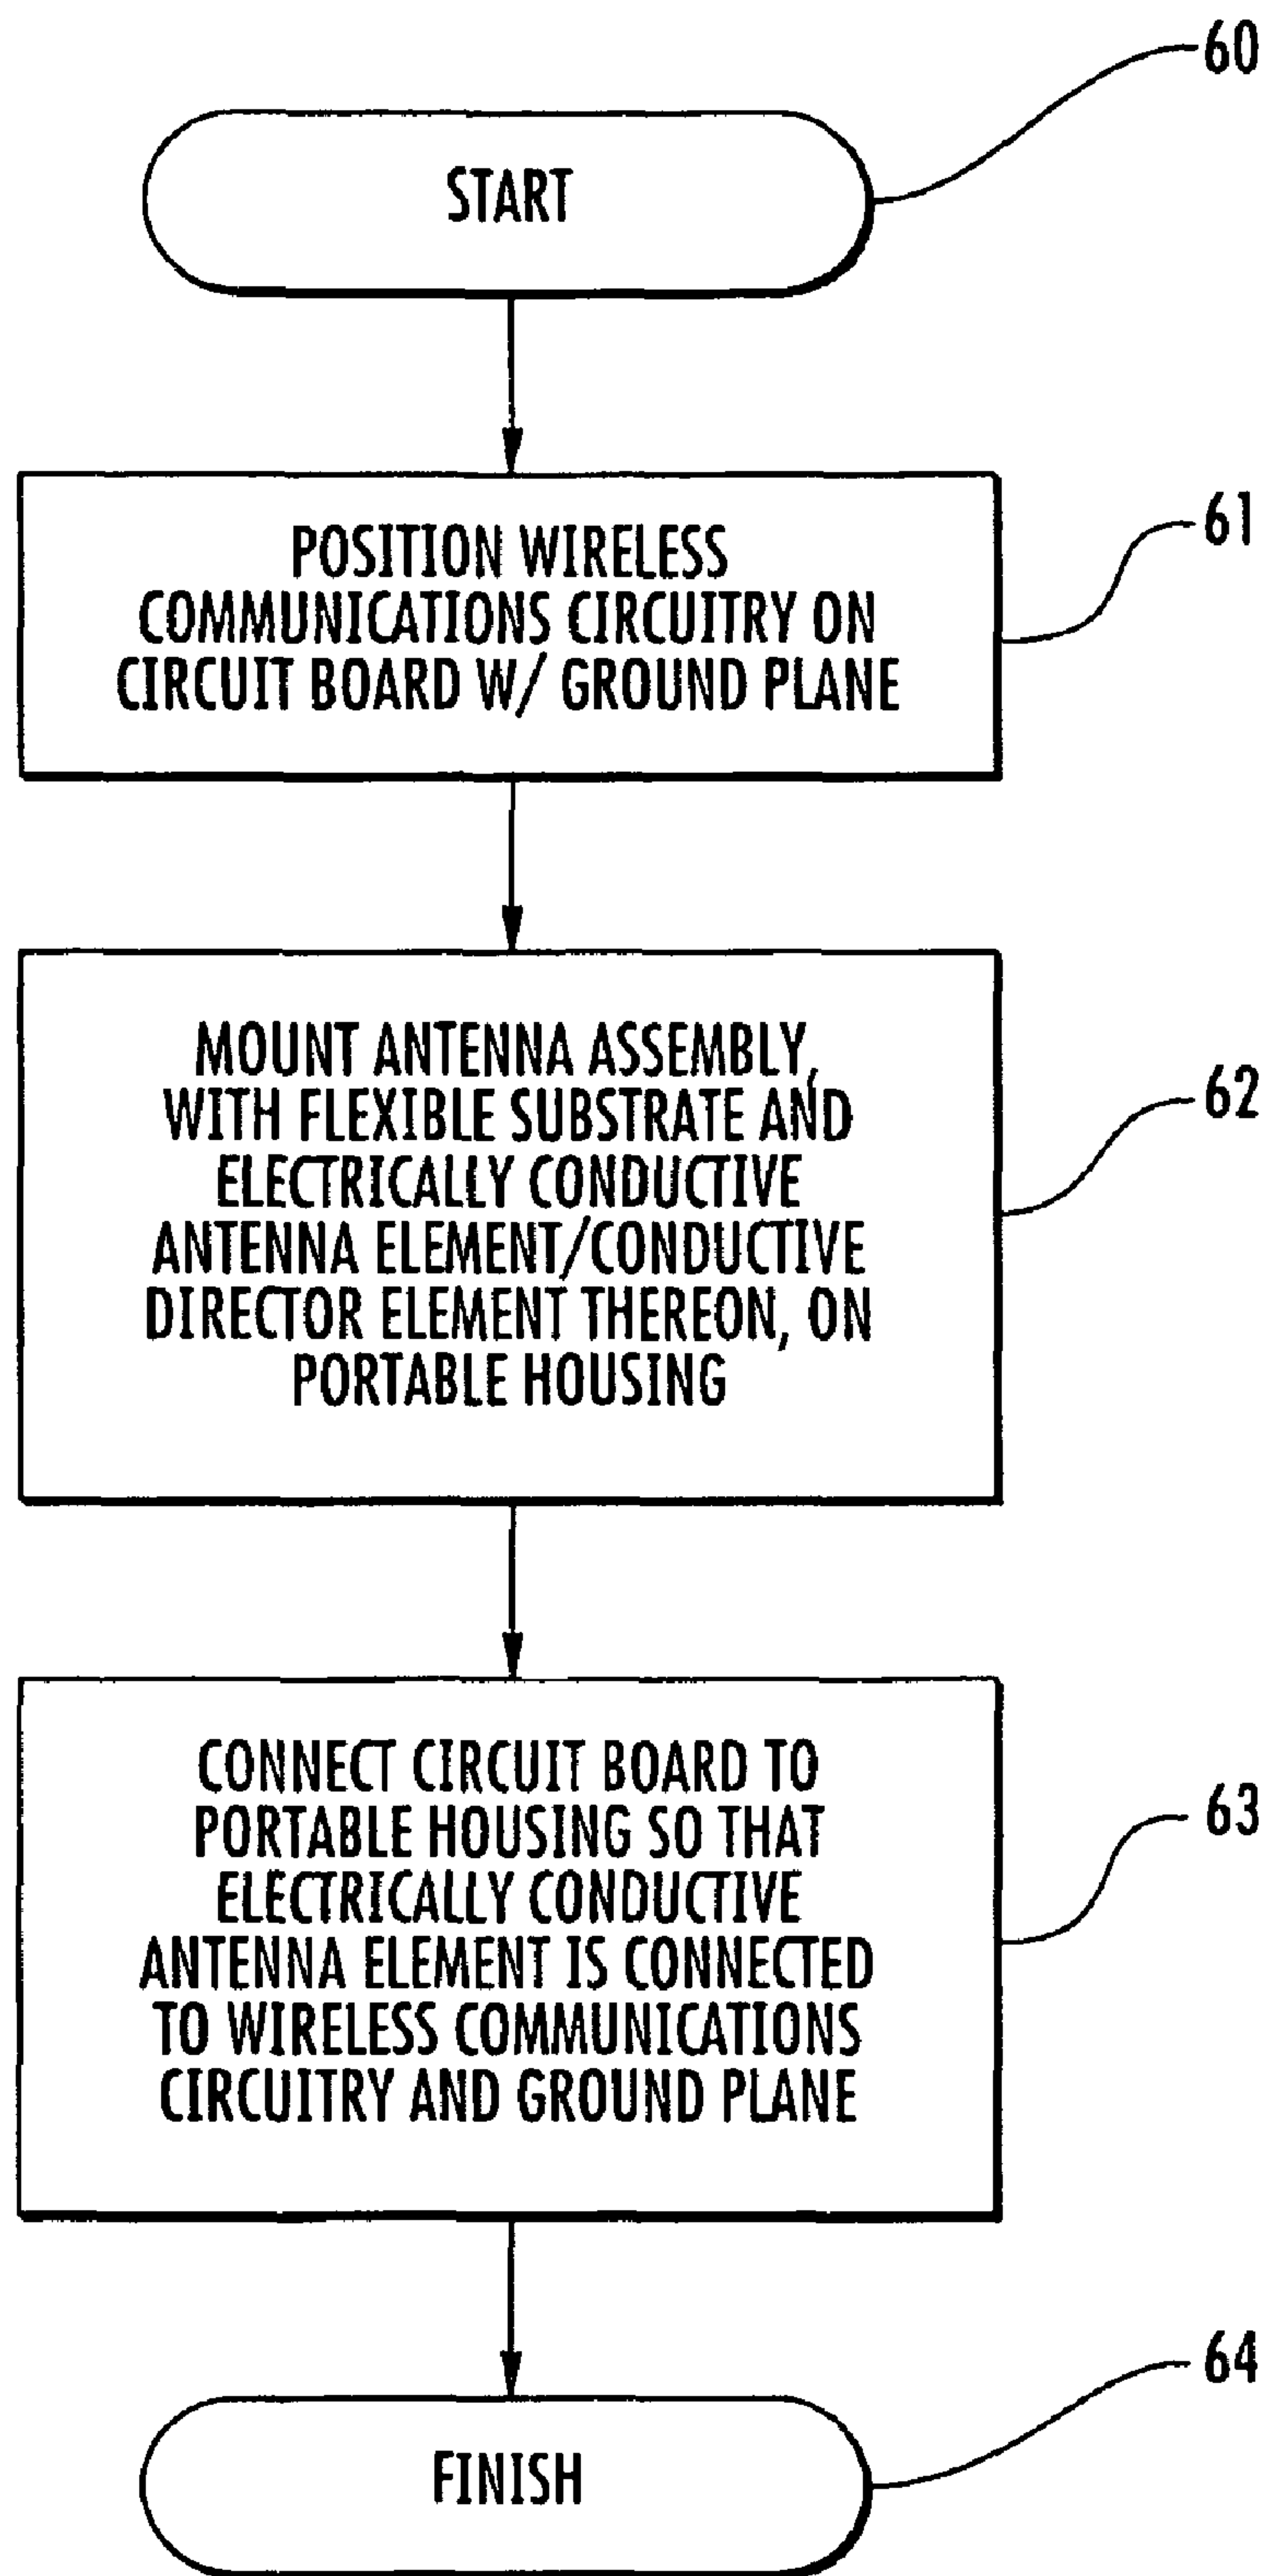 60
START
61
POSITION WIRELESS
COMMUNICATIONS CIRCUITRY ON
CIRCUIT BOARD W/ GROUND PLANE
62
MOUNT ANTENNA ASSEMBLY,
WITH FLEXIBLE SUBSTRATE AND
ELECTRICALLY CONDUCTIVE
ANTENNA ELEMENT/CONDUCTIVE
DIRECTOR ELEMENT THEREON, ON
PORTABLE HOUSING
63
CONNECT CIRCUIT BOARD TO
PORTABLE HOUSING SO THAT
ELECTRICALLY CONDUCTIVE
ANTENNA ELEMENT IS CONNECTED
TO WIRELESS COMMUNICATIONS
CIRCUITRY AND GROUND PLANE
64
FINISH